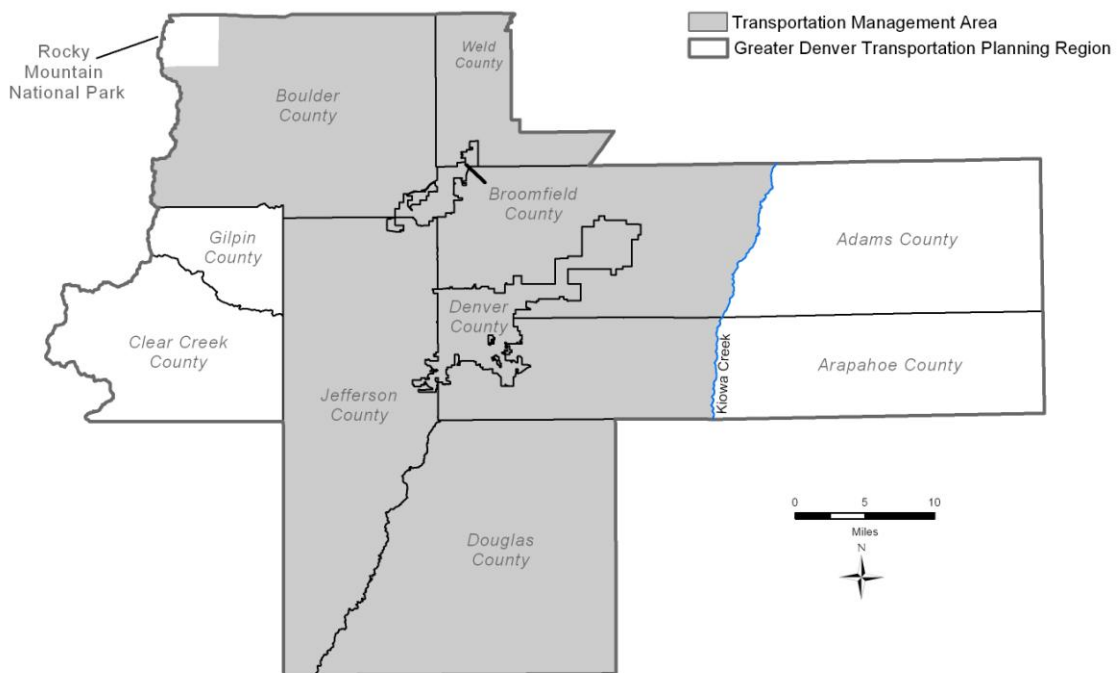 Transportation Management Area
Greater Denver Transportation Planning Region
Rocky
Mountain
National Park
Weld
County
Boulder
County
Broomfield
County
Gilpin
County
Adams County
Denver
County
Clear Creek
County
Jefferson
County
Kiowa Creek
Arapahoe County
Douglas
County
0 5 10
Miles
N